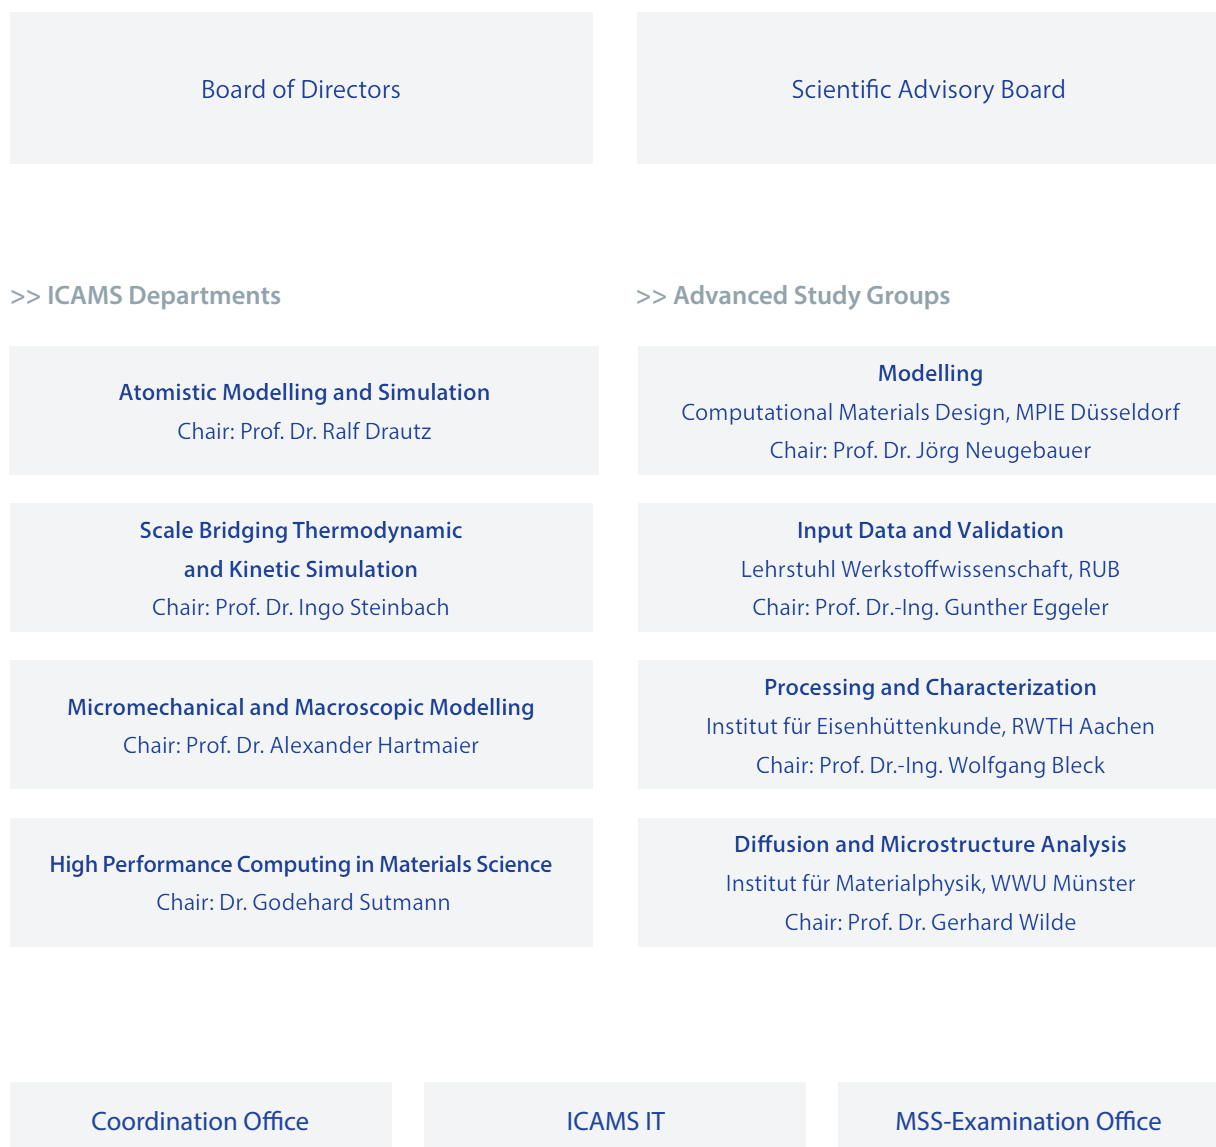 Board of Directors
Scientific Advisory Board
>> ICAMS Departments
Atomistic Modelling and Simulation
Chair: Prof. Dr. Ralf Drautz
Scale Bridging Thermodynamic
and Kinetic Simulation
Chair: Prof. Dr. Ingo Steinbach
Micromechanical and Macroscopic Modelling
Chair: Prof. Dr. Alexander Hartmaier
High Performance Computing in Materials Science
Chair: Dr. Godehard Sutmann
>> Advanced Study Groups
Modelling
Computational Materials Design, MPIE Düsseldorf
Chair: Prof. Dr. Jörg Neugebauer
Input Data and Validation
Lehrstuhl Werkstoffwissenschaft, RUB
Chair: Prof. Dr.-Ing. Gunther Eggeler
Processing and Characterization
Institut für Eisenhüttenkunde, RWTH Aachen
Chair: Prof. Dr.-Ing. Wolfgang Bleck
Diffusion and Microstructure Analysis
Institut für Materialphysik, WWU Münster
Chair: Prof. Dr. Gerhard Wilde
Coordination Office
ICAMS IT
MSS-Examination Office